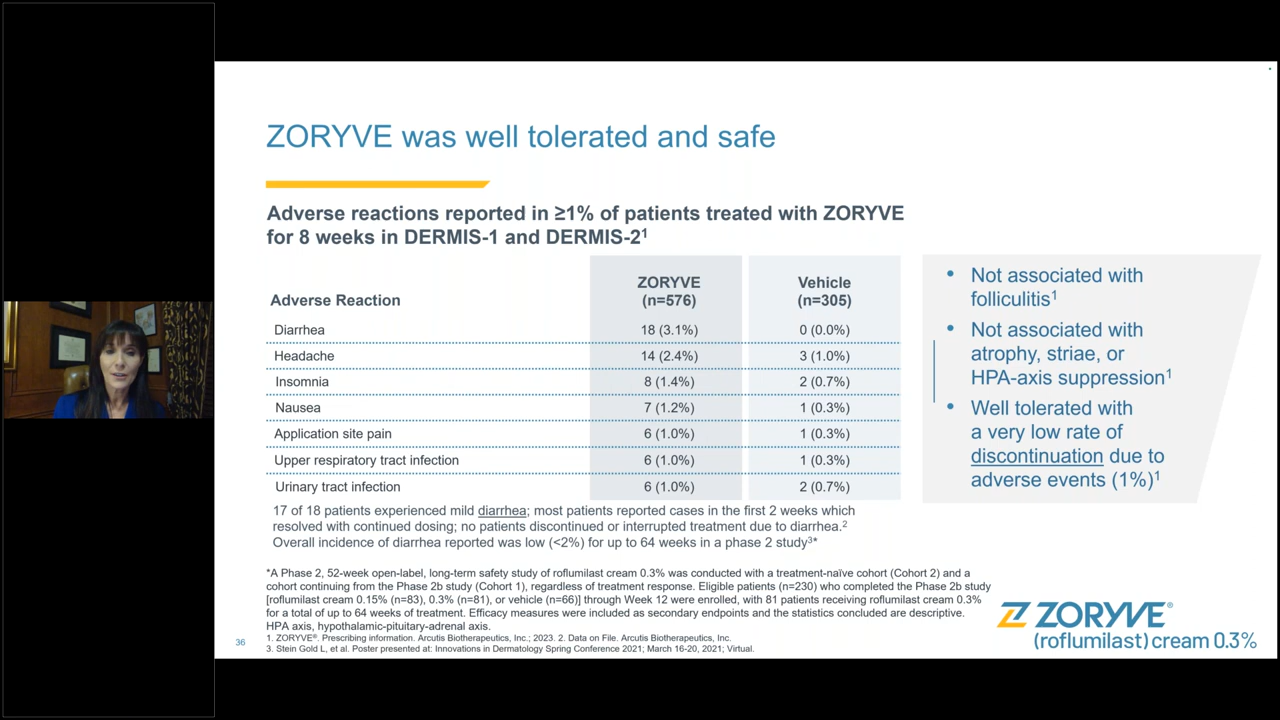 ZORYVE was well tolerated and safe
Adverse reactions reported in ≥1% of patients treated with ZORYVE
for 8 weeks in DERMIS-1 and DERMIS-2¹
Adverse Reaction ZORYVE (n=576) Vehicle (n=305)
Diarrhea 18 (3.1%) 0 (0.0%)
Headache 14 (2.4%) 3 (1.0%)
Insomnia 8 (1.4%) 2 (0.7%)
Nausea 7 (1.2%) 1 (0.3%)
Application site pain 6 (1.0%) 1 (0.3%)
Upper respiratory tract infection 6 (1.0%) 1 (0.3%)
Urinary tract infection 6 (1.0%) 2 (0.7%)
17 of 18 patients experienced mild diarrhea; most patients reported cases in the first 2 weeks which
resolved with continued dosing; no patients discontinued or interrupted treatment due to diarrhea.²
Overall incidence of diarrhea reported was low (<2%) for up to 64 weeks in a phase 2 study³*
• Not associated with
folliculitis¹
• Not associated with
atrophy, striae, or
HPA-axis suppression¹
• Well tolerated with
a very low rate of
discontinuation due to
adverse events (1%)¹
*A Phase 2, 52-week open-label, long-term safety study of roflumilast cream 0.3% was conducted with a treatment-naïve cohort (Cohort 2) and a
cohort continuing from the Phase 2b study (Cohort 1), regardless of treatment response. Eligible patients (n=230) who completed the Phase 2b study
[roflumilast cream 0.15% (n=83), 0.3% (n=81), or vehicle (n=66)] through Week 12 were enrolled, with 81 patients receiving roflumilast cream 0.3%
for a total of up to 64 weeks of treatment. Efficacy measures were included as secondary endpoints and the statistics concluded are descriptive.
HPA axis, hypothalamic-pituitary-adrenal axis.
1. ZORYVE®. Prescribing information. Arcutis Biotherapeutics, Inc.; 2023. 2. Data on File. Arcutis Biotherapeutics, Inc.
3. Stein Gold L, et al. Poster presented at: Innovations in Dermatology Spring Conference 2021; March 16-20, 2021; Virtual.
36
ZORYVE®
(roflumilast) cream 0.3%